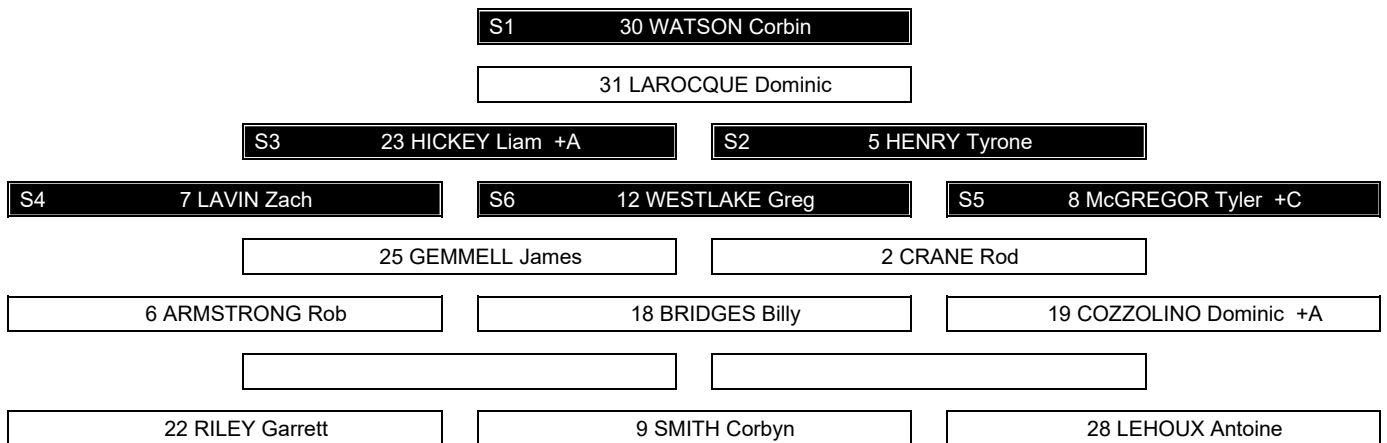 S1 30 WATSON Corbin
31 LAROCQUE Dominic
S3 23 HICKEY Liam +A S2 5 HENRY Tyrone
S4 7 LAVIN Zach S6 12 WESTLAKE Greg S5 8 McGREGOR Tyler +C
25 GEMMELL James 2 CRANE Rod
6 ARMSTRONG Rob 18 BRIDGES Billy 19 COZZOLINO Dominic +A
22 RILEY Garrett 9 SMITH Corbyn 28 LEHOUX Antoine